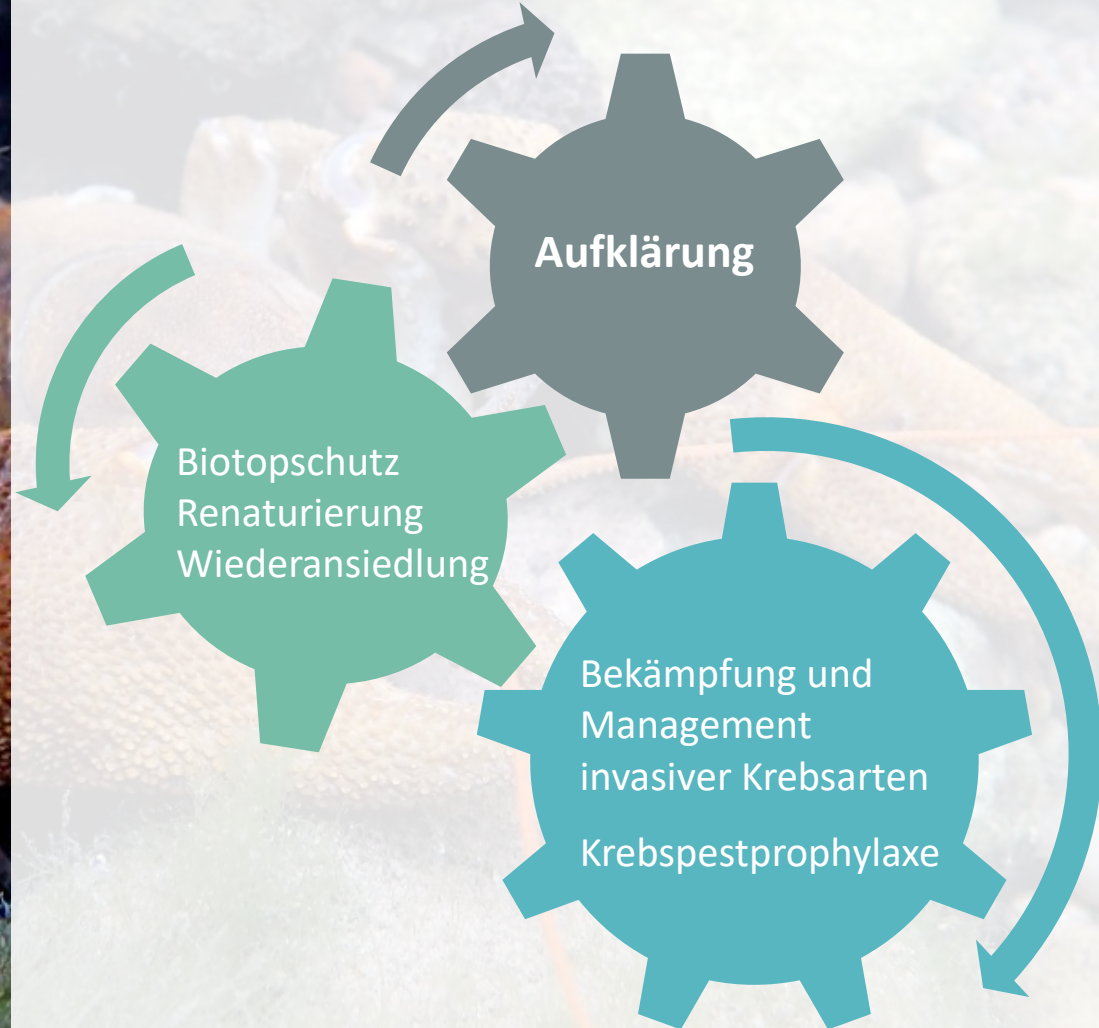 Aufklärung
Biotopschutz
Renaturierung
Wiederansiedlung
Bekämpfung und
Management
invasiver Krebsarten
Krebspestprophylaxe